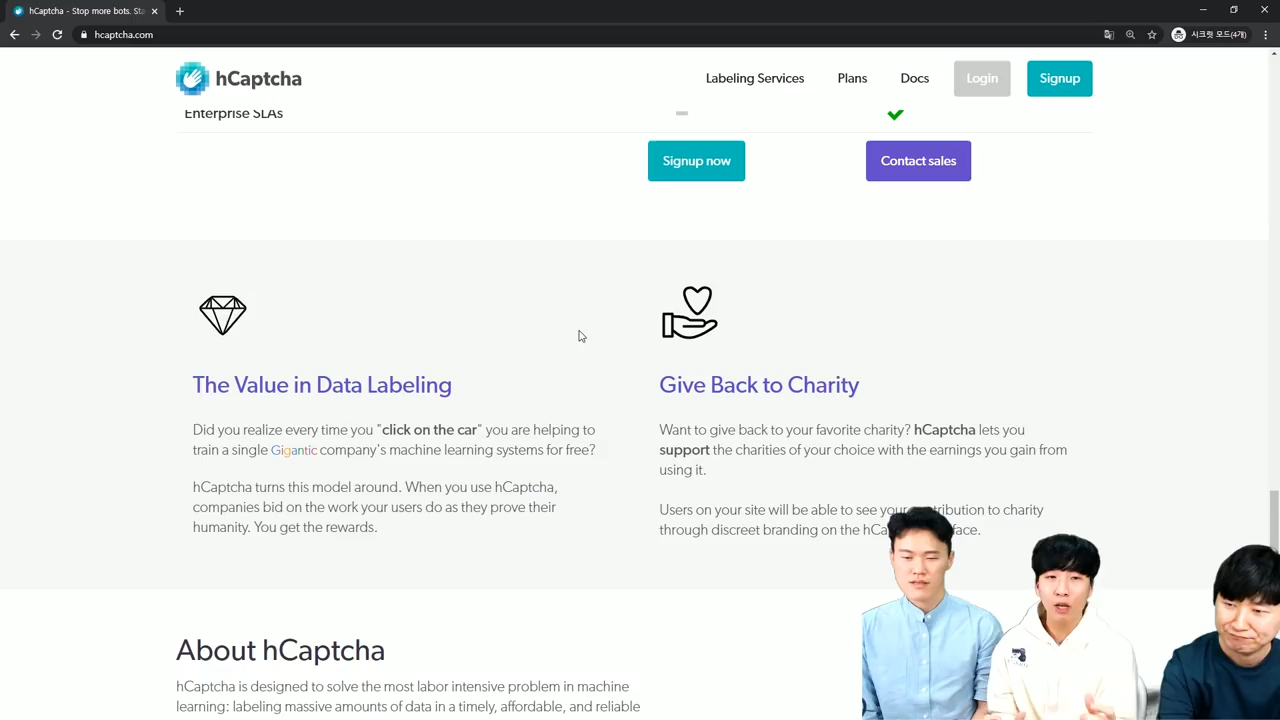 hCaptcha - Stop more bots. Sta
hcaptcha.com
시크릿 모드(4개)
hCaptcha
Labeling Services
Plans
Docs
Login
Signup
Enterprise SLAs
Signup now
Contact sales
The Value in Data Labeling
Did you realize every time you "click on the car" you are helping to
train a single Gigantic company's machine learning systems for free?
hCaptcha turns this model around. When you use hCaptcha,
companies bid on the work your users do as they prove their
humanity. You get the rewards.
Give Back to Charity
Want to give back to your favorite charity? hCaptcha lets you
support the charities of your choice with the earnings you gain from
using it.
Users on your site will be able to see your contribution to charity
through discreet branding on the
About hCaptcha
hCaptcha is designed to solve the most labor intensive problem in machine
learning: labeling massive amounts of data in a timely, affordable, and reliable